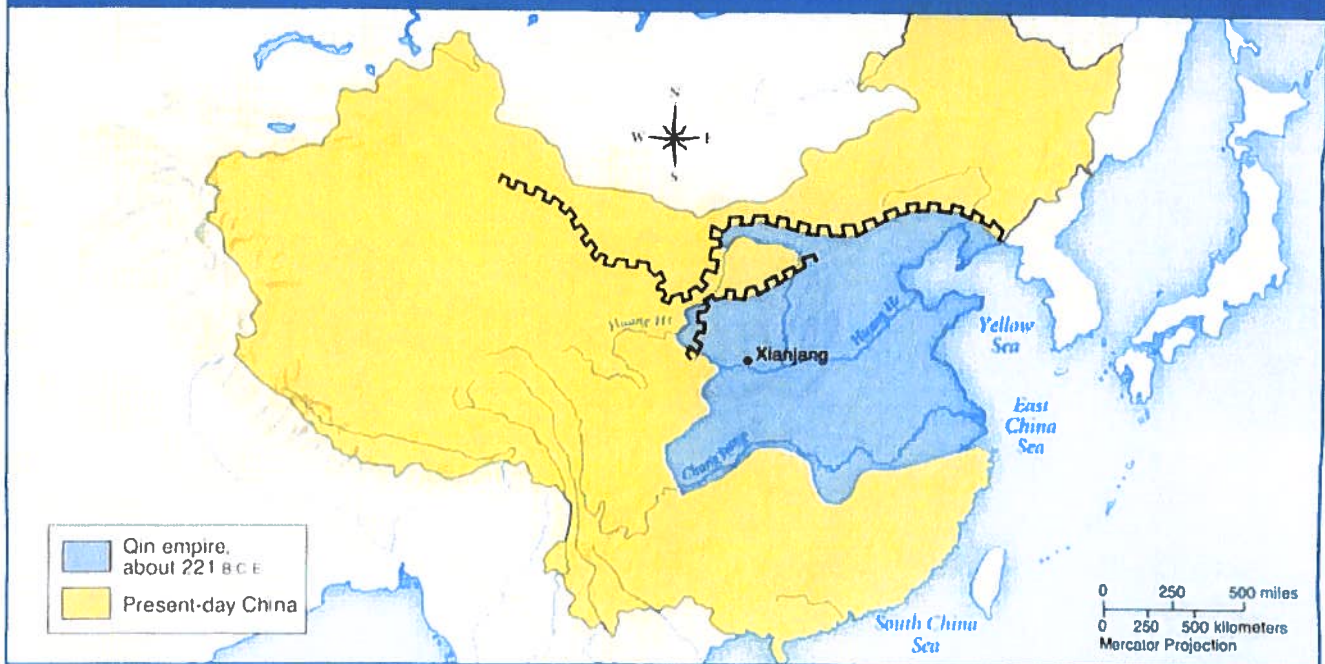 N
W E
S
Huang He
Huang He
Xianjang
Yellow
Sea
East
China
Sea
Chang Jiang
Qin empire,
about 221 B C E
Present-day China
South China
Sea
0 250 500 miles
0 250 500 kilometers
Mercator Projection